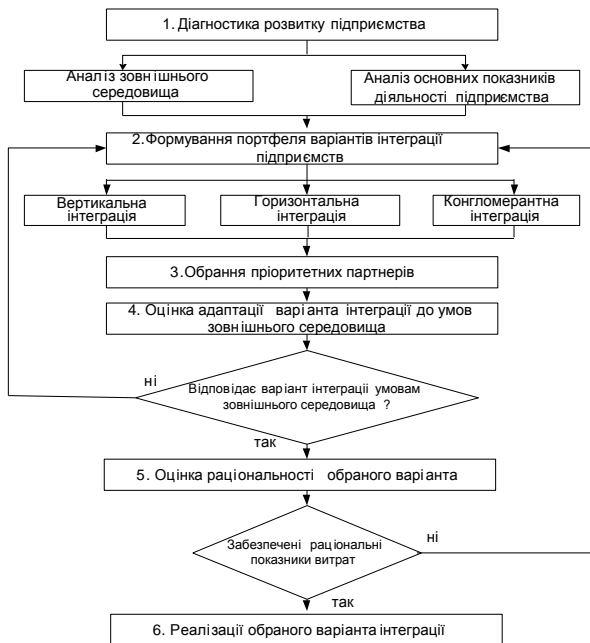 1. Діагностика розвитку підприємства
Аналіз зовнішнього
середовища
Аналіз основних показників
діяльності підприємства
2.Формування портфеля варіантів інтеграції
підприємств
Вертикальна
інтеграція
Горизонтальна
інтеграція
Конгломерантна
інтеграція
3.Обрання пріоритетних партнерів
4. Оцінка адаптації варіанта інтеграції до умов
зовнішнього середовища
ні
Відповідає варіант інтеграціі умовам
зовнішнього середовища ?
так
5. Оцінка раціональності обраного варіанта
Забезпечені раціональні
показники витрат
ні
так
6. Реалізації обраного варіанта інтеграції